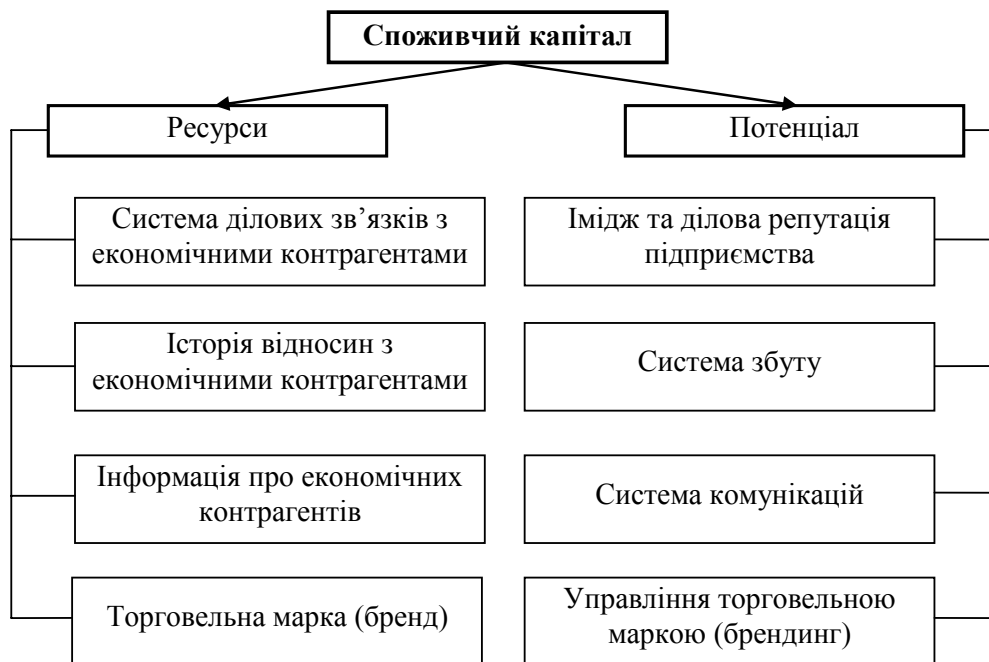 Споживчий капітал
Ресурси
Потенціал
Система ділових зв’язків з
економічними контрагентами
Імідж та ділова репутація
підприємства
Історія відносин з
економічними контрагентами
Система збуту
Інформація про економічних
контрагентів
Система комунікацій
Торговельна марка (бренд)
Управління торговельною
маркою (брендинг)